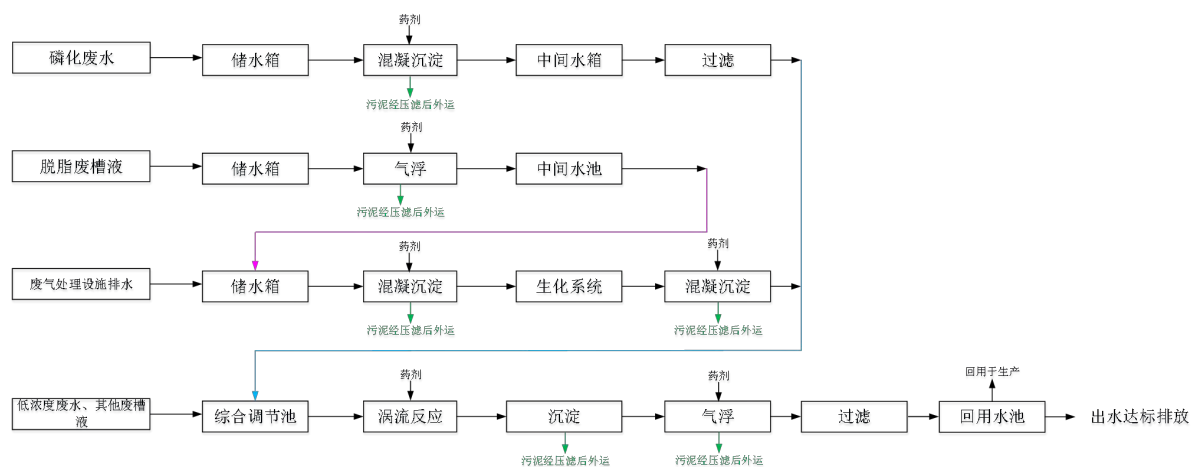 药剂
磷化废水
储水箱
混凝沉淀
中间水箱
过滤
污泥经压滤后外运
药剂
脱脂废槽液
储水箱
气浮
中间水池
污泥经压滤后外运
药剂
药剂
废气处理设施排水
储水箱
混凝沉淀
生化系统
混凝沉淀
污泥经压滤后外运
污泥经压滤后外运
回用于生产
药剂
药剂
低浓度废水、其他废槽
液
综合调节池
涡流反应
沉淀
气浮
过滤
回用水池
出水达标排放
污泥经压滤后外运
污泥经压滤后外运